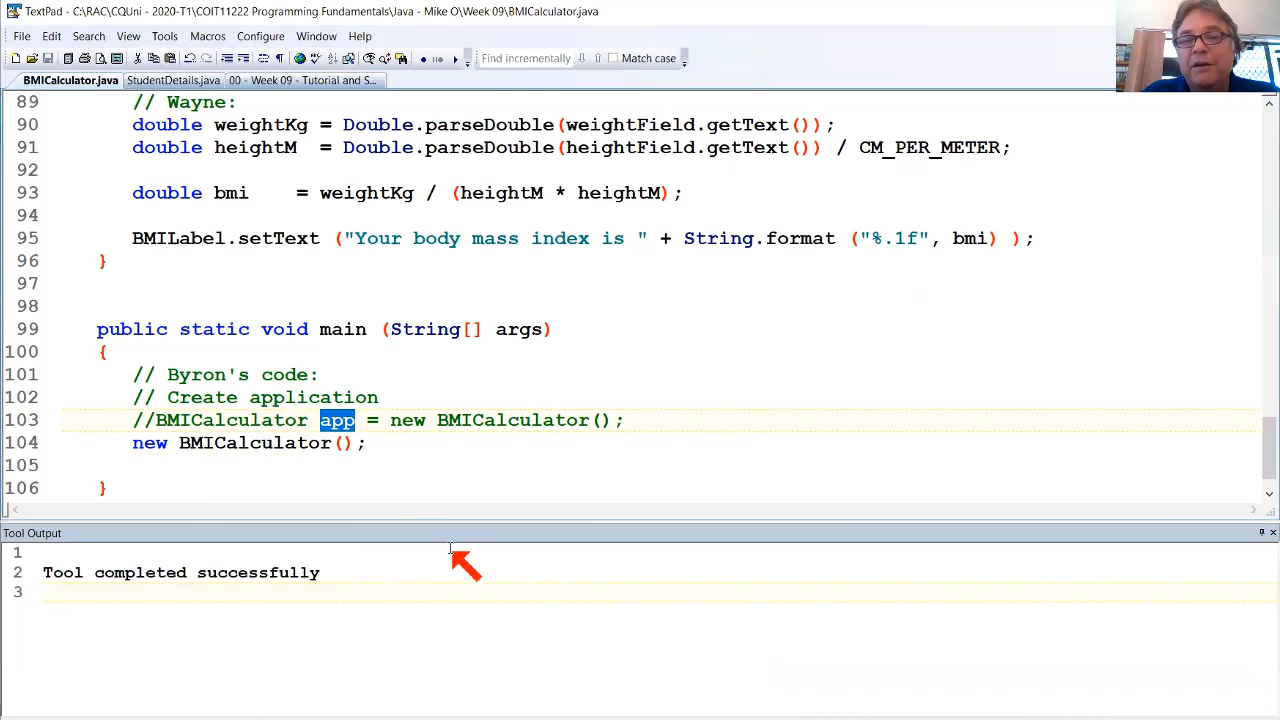 TextPad - C:\RAC\CQUni - 2020-T1\COIT11222 Programming Fundamentals\Java - Mike O\Week 09\BMICalculator.java
File Edit Search View Tools Macros Configure Window Help
Find incrementally Match case
BMICalculator.java StudentDetails.java 00 - Week 09 - Tutorial and S...
89 // Wayne:
90 double weightKg = Double.parseDouble(weightField.getText());
91 double heightM = Double.parseDouble(heightField.getText()) / CM_PER_METER;
92
93 double bmi = weightKg / (heightM * heightM);
94
95 BMILabel.setText ("Your body mass index is " + String.format ("%.1f", bmi) );
96 }
97
98
99 public static void main (String[] args)
100 {
101 // Byron's code:
102 // Create application
103 //BMICalculator app = new BMICalculator();
104 new BMICalculator();
105
106 }
Tool Output
1
2 Tool completed successfully
3